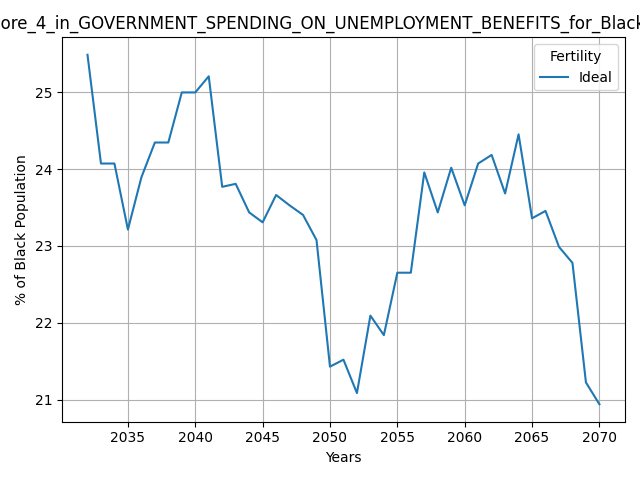 ore_4_in_GOVERNMENT_SPENDING_ON_UNEMPLOYMENT_BENEFITS_for_Black
Fertility
Ideal
% of Black Population
25
24
23
22
21
2035 2040 2045 2050 2055 2060 2065 2070
Years